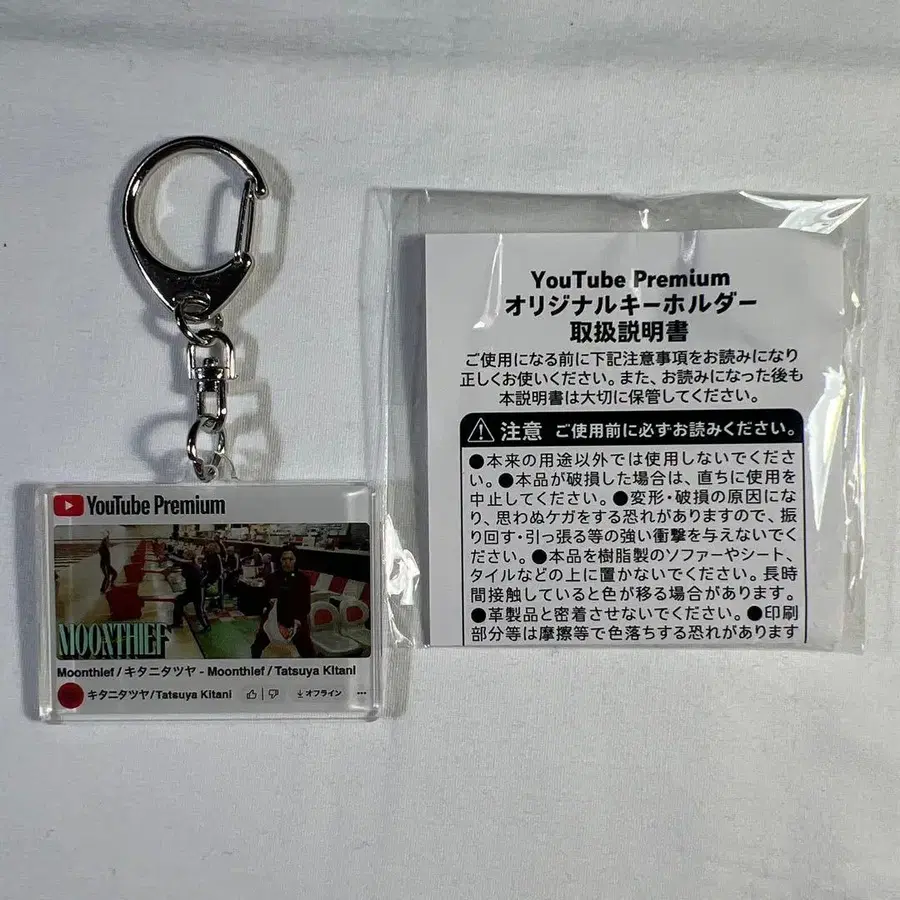 YouTube Premium
MOONTHIEF
Moonthief / キタニタツヤ - Moonthief / Tatsuya Kitani
キタニタツヤ/Tatsuya Kitani オフライン
YouTube Premium
オリジナルキーホルダー
取扱説明書
ご使用になる前に下記注意事項をお読みになり
正しくお使いください。また、お読みになった後も
本説明書は大切に保管してください。
注意 ご使用前に必ずお読みください。
●本来の用途以外では使用しないでくださ
い。●本品が破損した場合は、直ちに使用を
中止してください。●変形・破損の原因にな
り、思わぬケガをする恐れがありますので、振
り回す・引っ張る等の強い衝撃を与えないでく
ださい。●本品を樹脂製のソファーやシート、
タイルなどの上に置かないでください。長時
間接触していると色が移る場合があります。
●革製品と密着させないでください。●印刷
部分等は摩擦等で色落ちする恐れがあります